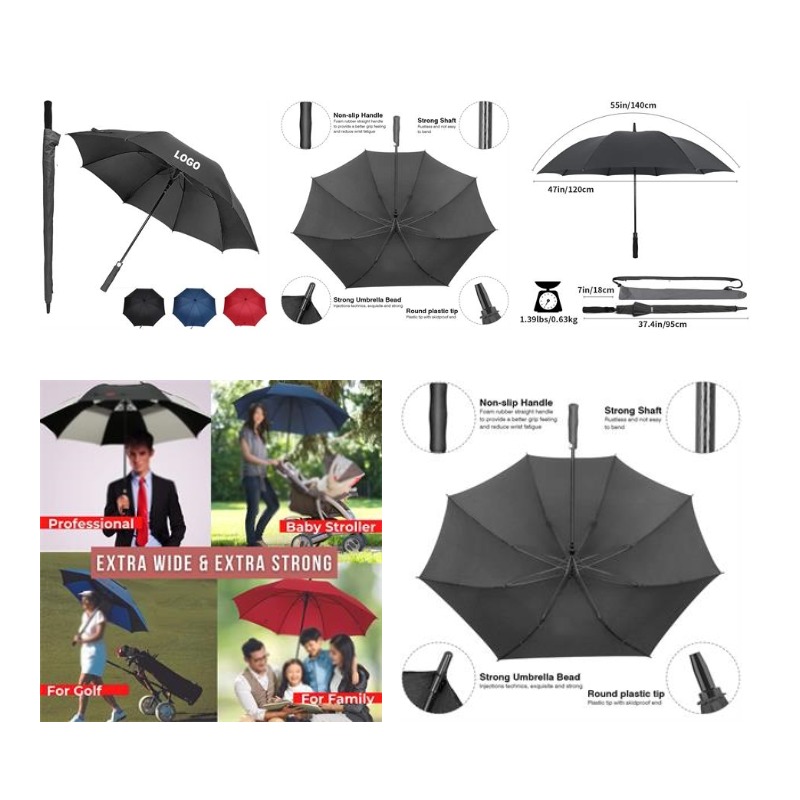 LOGO
Non-slip Handle
Foam rubber straight handle
to provide a better grip feeling
and reduce wrist fatigue
Strong Shaft
Rustless and not easy
to bend
Strong Umbrella Bead
Injections technics, exquisite and strong
Round plastic tip
Plastic tip with skidproof end
55in/140cm
47in/120cm
7in/18cm
1.39lbs/0.63kg
37.4in/95cm
Professional
Baby Stroller
EXTRA WIDE & EXTRA STRONG
For Golf
For Family
Non-slip Handle
Foam rubber straight handle
to provide a better grip feeling
and reduce wrist fatigue
Strong Shaft
Rustless and not easy
to bend
Strong Umbrella Bead
Injections technics, exquisite and strong
Round plastic tip
Plastic tip with skidproof end